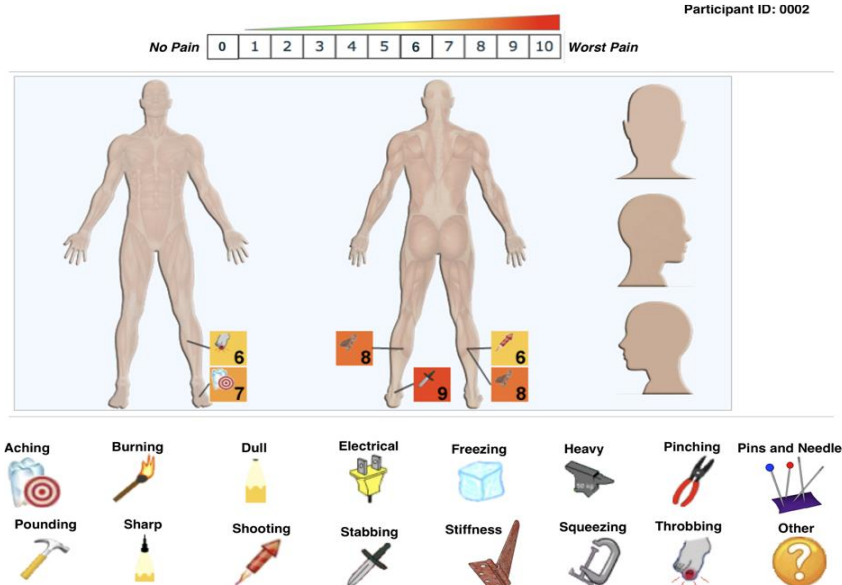 Participant ID: 0002
No Pain 0 1 2 3 4 5 6 7 8 9 10 Worst Pain
6
7
8
9
6
8
Aching Burning Dull Electrical Freezing Heavy Pinching Pins and Needle
Pounding Sharp Shooting Stabbing Stiffness Squeezing Throbbing Other